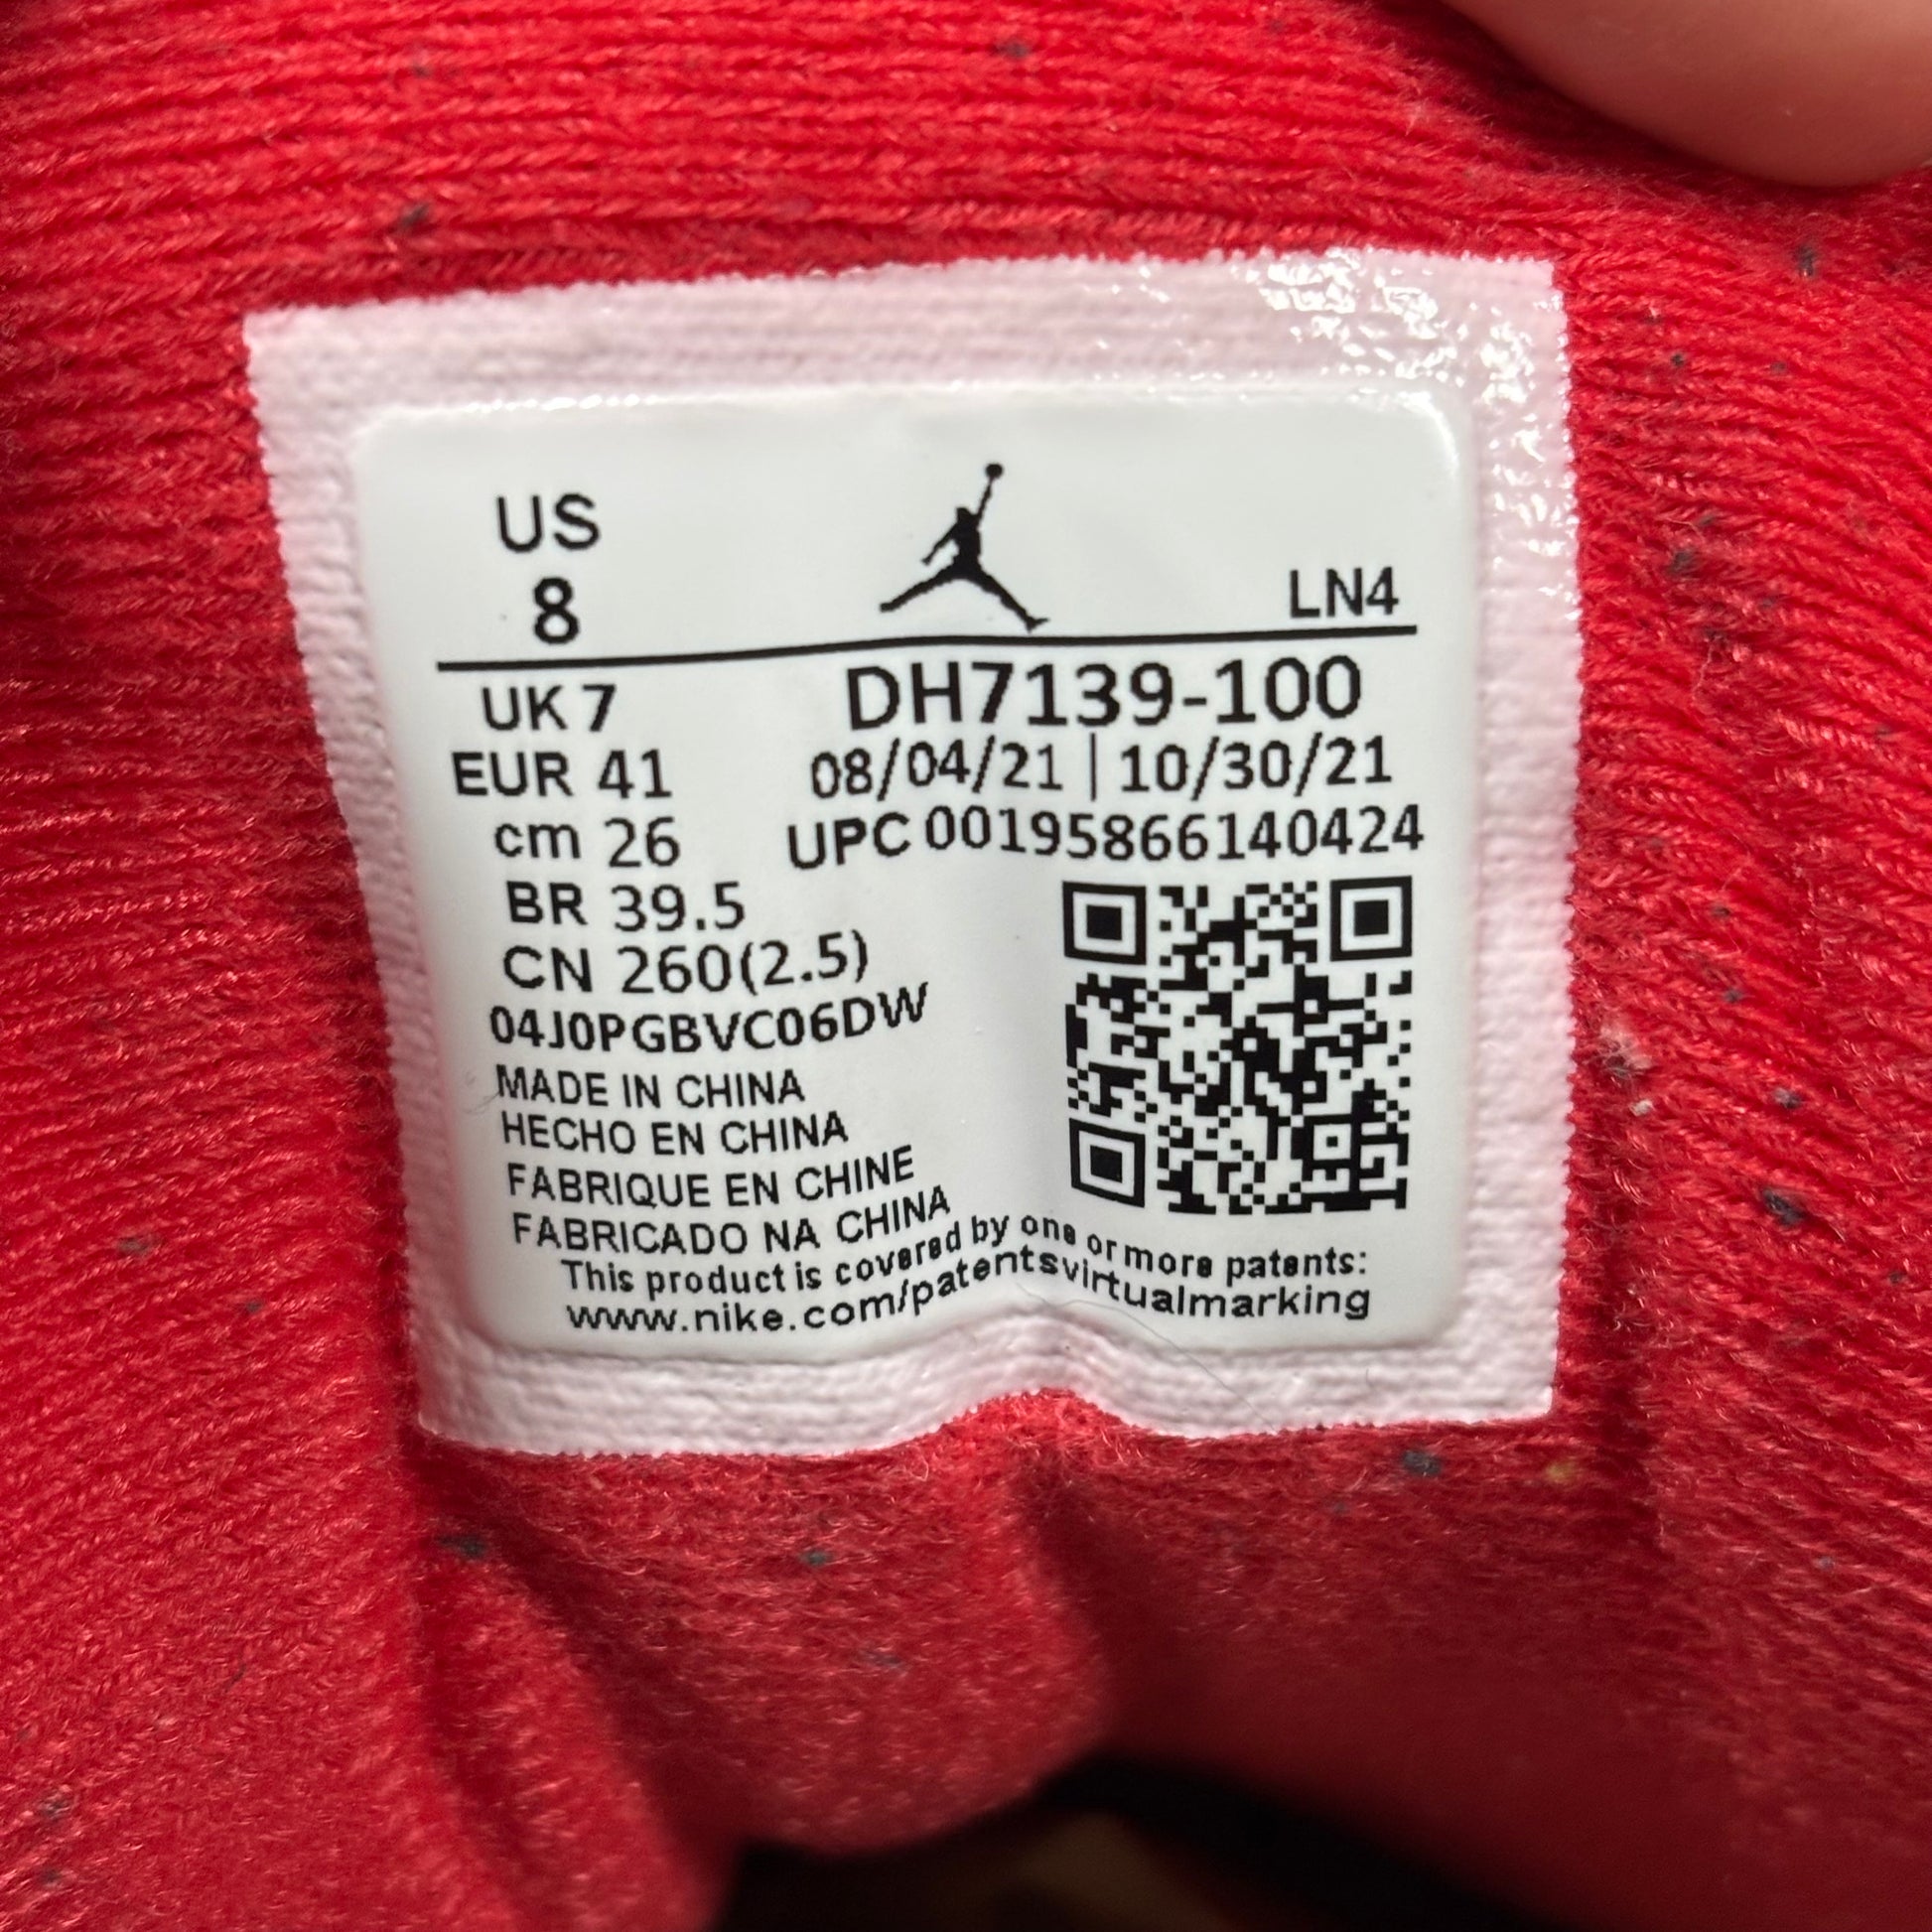 US
8
LN4
UK 7
DH7139-100
EUR 41
08/04/21 | 10/30/21
cm 26
UPC 00195866140424
BR 39.5
CN 260(2.5)
04J0PGBVC06DW
MADE IN CHINA
HECHO EN CHINA
FABRIQUE EN CHINE
FABRICADO NA CHINA
This product is covered by one or more patents:
www.nike.com/patentsvirtualmarking